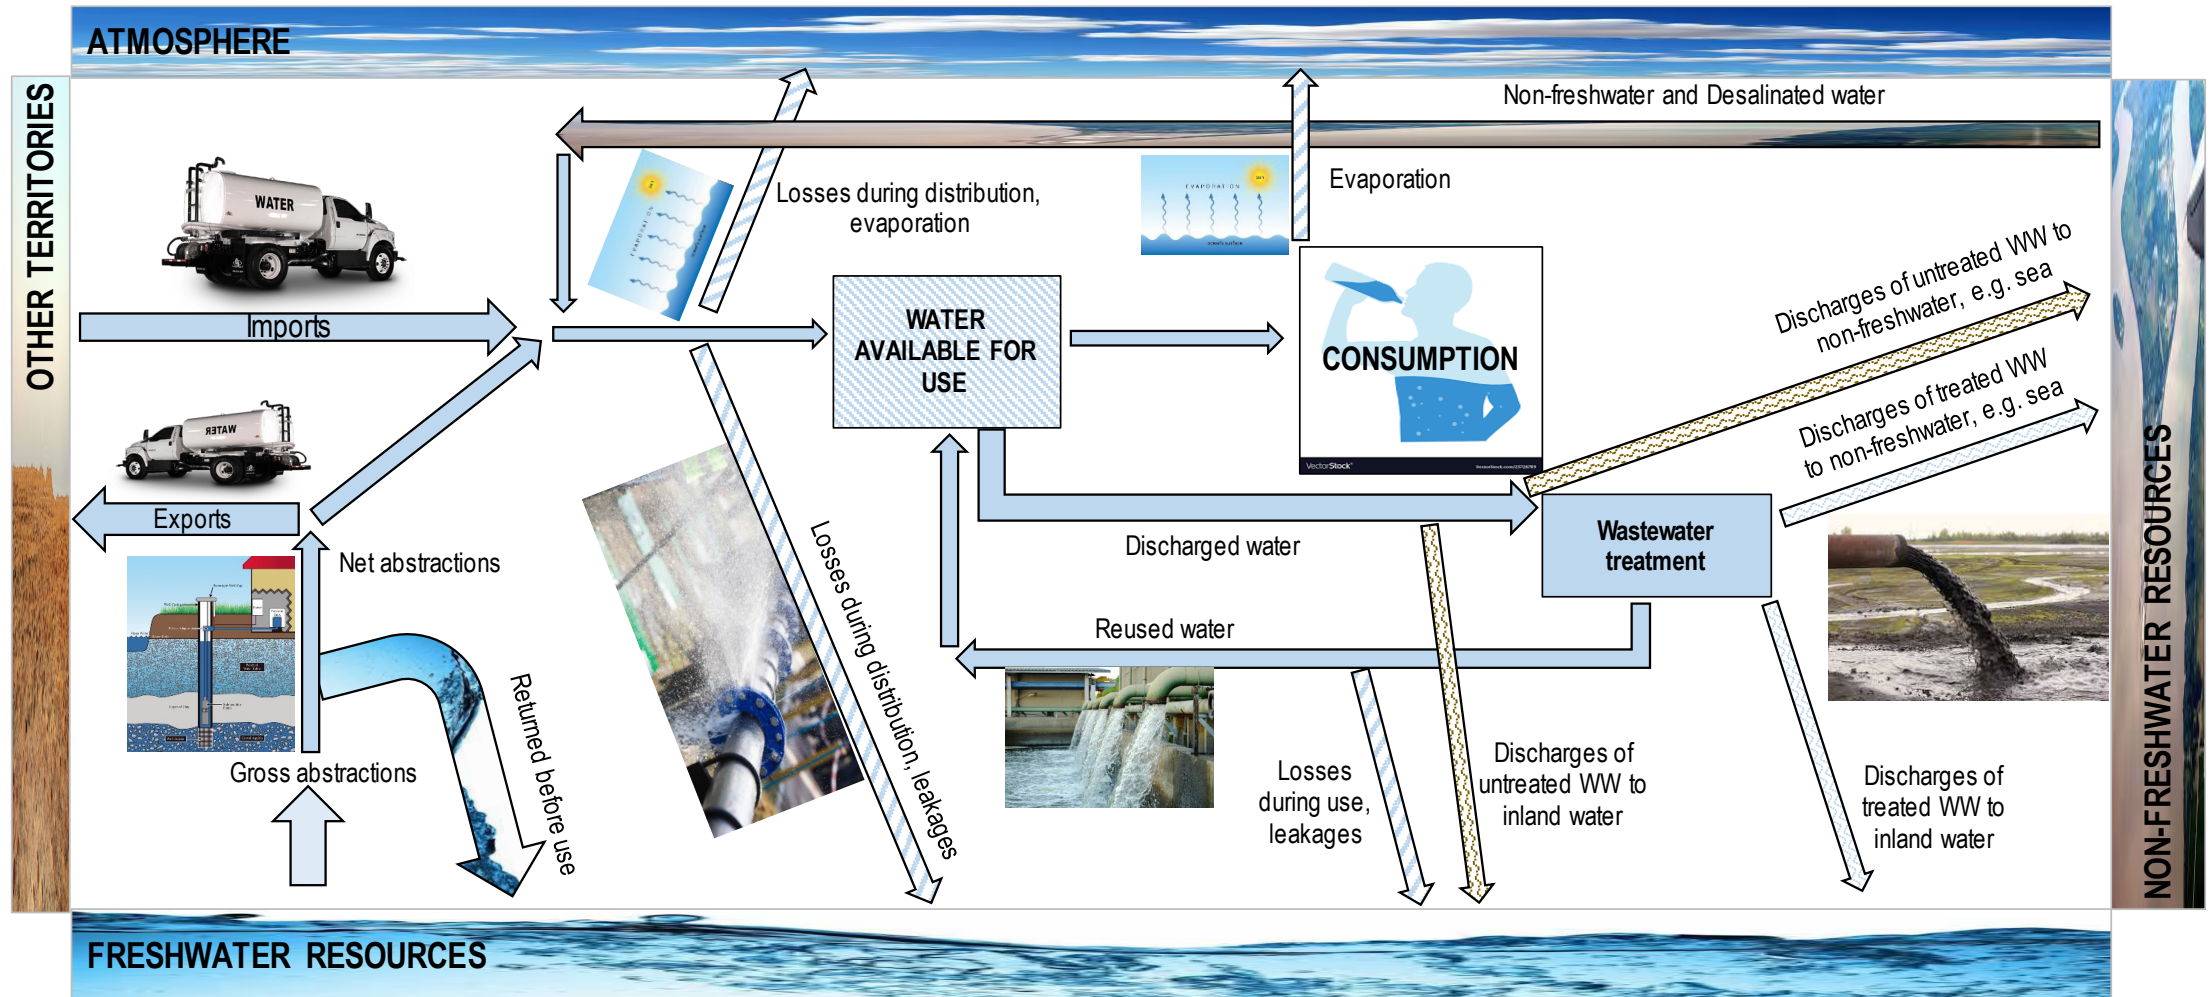 ATMOSPHERE
OTHER TERRITORIES
Non-freshwater and Desalinated water
WATER
Losses during distribution,
evaporation
EVAPORATION
Evaporation
EVAPORATION
Imports
WATER
AVAILABLE FOR
USE
CONSUMPTION
VectorStock
Discharges of untreated WW to
non-freshwater, e.g. sea
Discharges of treated WW
to non-freshwater, e.g. sea
NON-FRESHWATER RESOURCES
WATER
Exports
Net abstractions
Discharged water
Wastewater
treatment
Reused water
Losses during distribution, leakages
Returned before use
Gross abstractions
Losses
during use,
leakages
Discharges of
untreated WW to
inland water
Discharges of
treated WW to
inland water
FRESHWATER RESOURCES